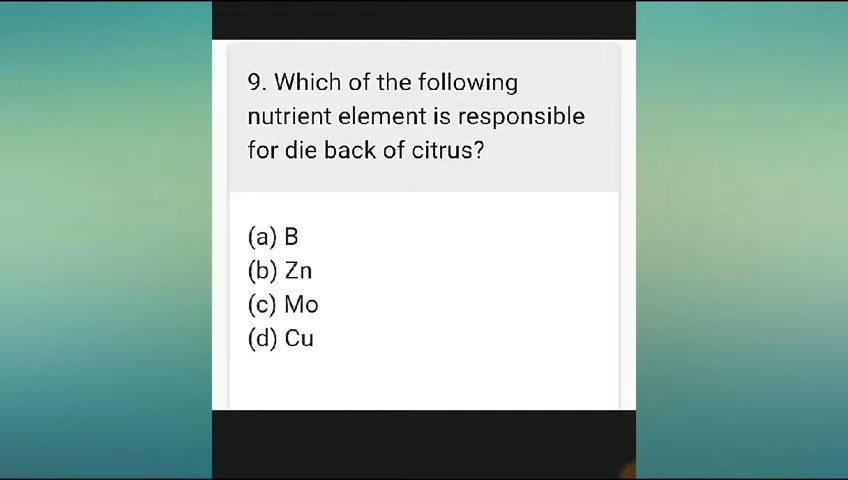 9. Which of the following
nutrient element is responsible
for die back of citrus?
(a) B
(b) Zn
(c) Mo
(d) Cu